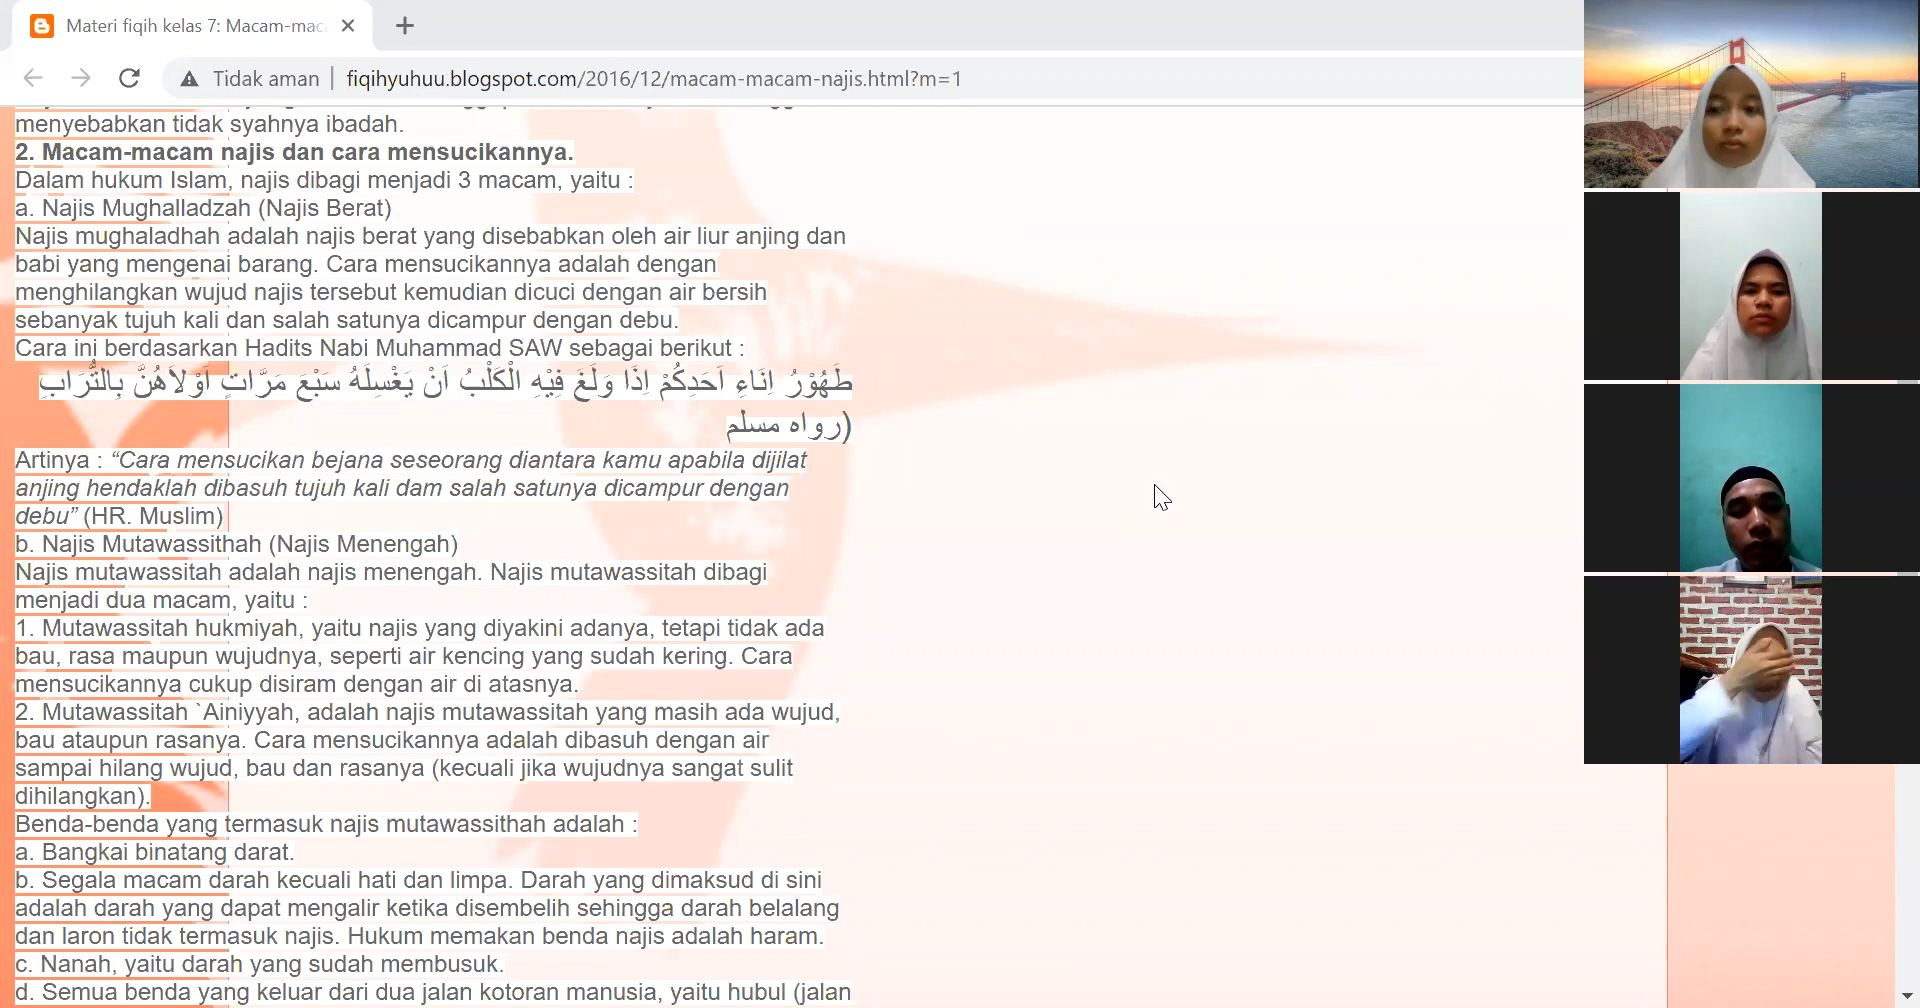 Materi fiqih kelas 7: Macam-mac
Tidak aman
fiqihyuhuu.blogspot.com/2016/12/macam-macam-najis.html?m=1
menyebabkan tidak syahnya ibadah.
2. Macam-macam najis dan cara mensucikannya.
Dalam hukum Islam, najis dibagi menjadi 3 macam, yaitu :
a. Najis Mughalladzah (Najis Berat)
Najis mughaladhah adalah najis berat yang disebabkan oleh air liur anjing dan
babi yang mengenai barang. Cara mensucikannya adalah dengan
menghilangkan wujud najis tersebut kemudian dicuci dengan air bersih
sebanyak tujuh kali dan salah satunya dicampur dengan debu.
Cara ini berdasarkan Hadits Nabi Muhammad SAW sebagai berikut :
طَهُوْرُ اِنَاءِ اَحَدِكُمْ اِذَا وَلَغَ فِيْهِ الْكَلْبُ اَنْ يَغْسِلَهُ سَبْعَ مَرَّاتٍ اَوْلاَهُنَّ بِالتُّرَابِ
(رواه مسلم
Artinya : “Cara mensucikan bejana seseorang diantara kamu apabila dijilat
anjing hendaklah dibasuh tujuh kali dam salah satunya dicampur dengan
debu” (HR. Muslim)
b. Najis Mutawassithah (Najis Menengah)
Najis mutawassitah adalah najis menengah. Najis mutawassitah dibagi
menjadi dua macam, yaitu :
1. Mutawassitah hukmiyah, yaitu najis yang diyakini adanya, tetapi tidak ada
bau, rasa maupun wujudnya, seperti air kencing yang sudah kering. Cara
mensucikannya cukup disiram dengan air di atasnya.
2. Mutawassitah `Ainiyyah, adalah najis mutawassitah yang masih ada wujud,
bau ataupun rasanya. Cara mensucikannya adalah dibasuh dengan air
sampai hilang wujud, bau dan rasanya (kecuali jika wujudnya sangat sulit
dihilangkan).
Benda-benda yang termasuk najis mutawassithah adalah :
a. Bangkai binatang darat.
b. Segala macam darah kecuali hati dan limpa. Darah yang dimaksud di sini
adalah darah yang dapat mengalir ketika disembelih sehingga darah belalang
dan laron tidak termasuk najis. Hukum memakan benda najis adalah haram.
c. Nanah, yaitu darah yang sudah membusuk.
d. Semua benda yang keluar dari dua jalan kotoran manusia, yaitu hubul (jalan